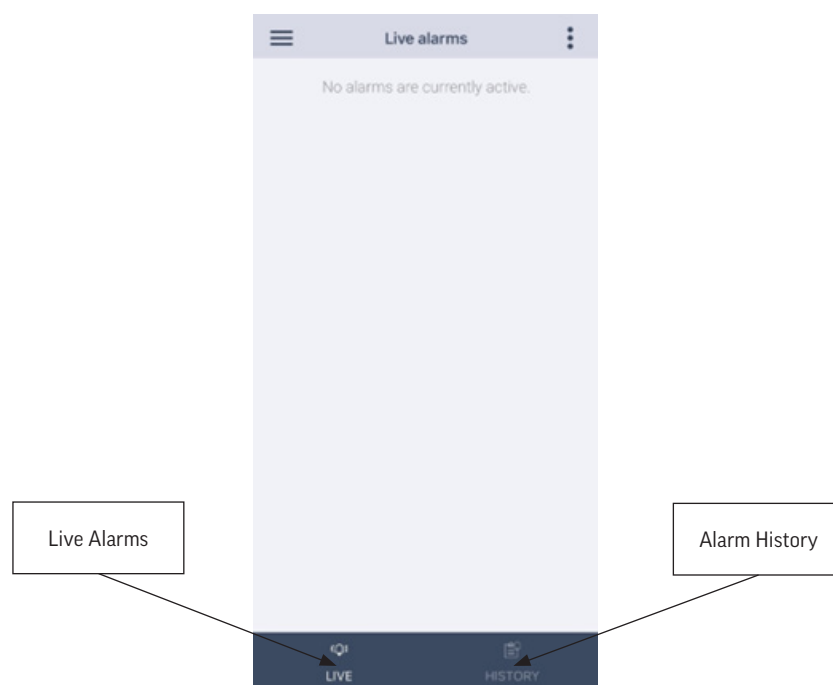 Live alarms
No alarms are currently active.
Live Alarms
Alarm History
LIVE
HISTORY